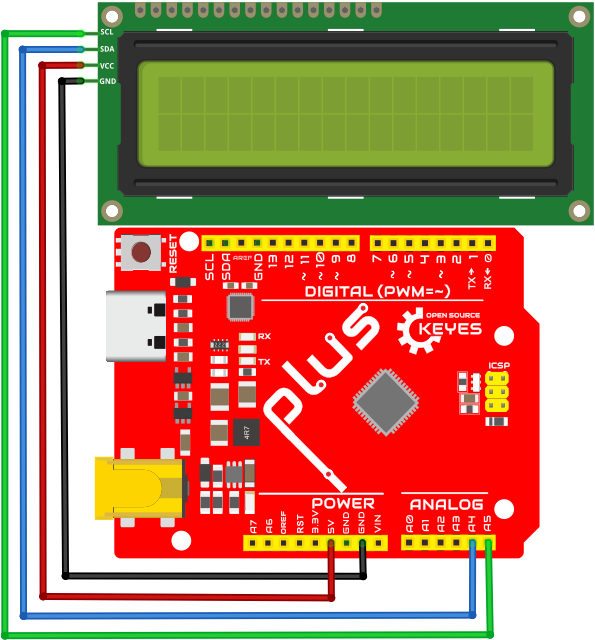 SCL
SDA
VCC
GND
RESET
SCL
SDA
AREF
GND
13
12
~11
~10
~9
8
7
~6
~5
4
~3
2
TX→1
RX←0
DIGITAL (PWM=~)
OPEN SOURCE
KEYES
RX
TX
plus
ICSP
4R7
POWER
ANALOG
A7
A6
OREF
RST
3.3V
5V
GND
GND
VIN
A0
A1
A2
A3
A4
A5